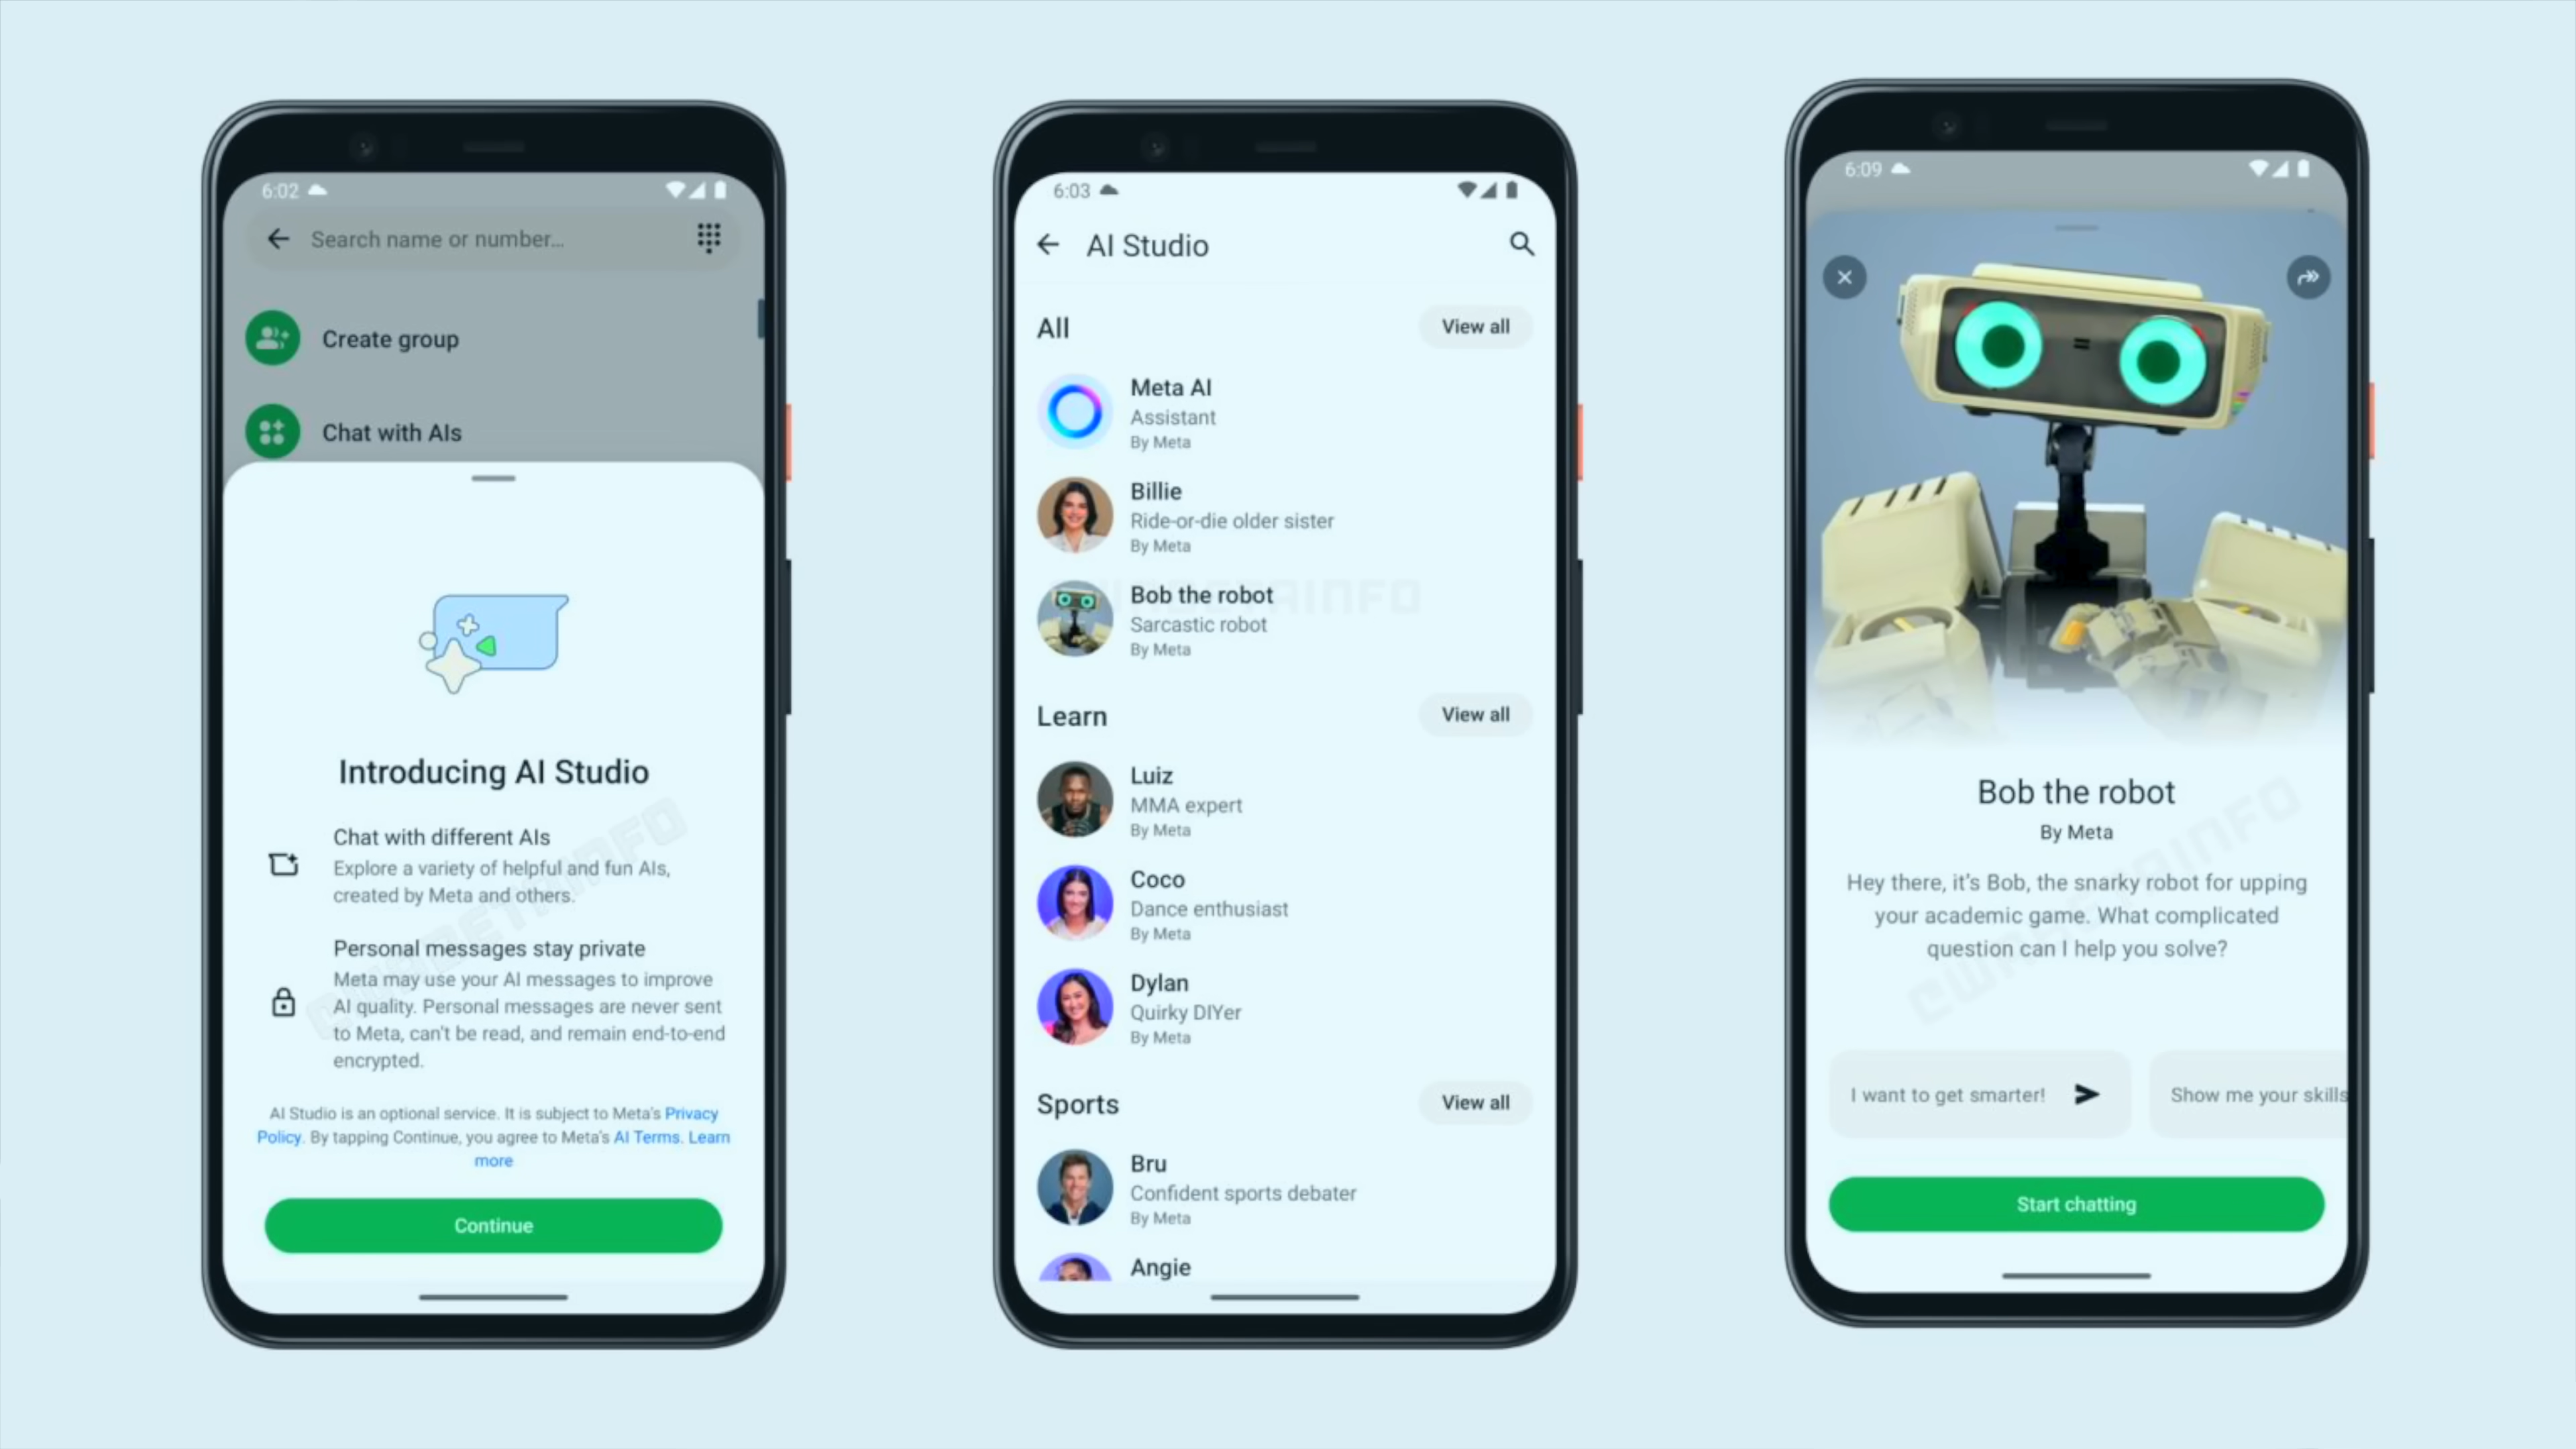 6:02
Search name or number...
Create group
Chat with AIs
Introducing AI Studio
Chat with different AIs
Explore a variety of helpful and fun AIs,
created by Meta and others.
Personal messages stay private
Meta may use your AI messages to improve
AI quality. Personal messages are never sent
to Meta, can't be read, and remain end-to-end
encrypted.
AI Studio is an optional service. It is subject to Meta's Privacy
Policy. By tapping Continue, you agree to Meta's AI Terms. Learn
more
Continue
CWABETAINFO
6:03
AI Studio
All
View all
Meta AI
Assistant
By Meta
Billie
Ride-or-die older sister
By Meta
Bob the robot
Sarcastic robot
By Meta
Learn
View all
Luiz
MMA expert
By Meta
Coco
Dance enthusiast
By Meta
Dylan
Quirky DIYer
By Meta
Sports
View all
Bru
Confident sports debater
By Meta
Angie
6:09
Bob the robot
By Meta
Hey there, it's Bob, the snarky robot for upping
your academic game. What complicated
question can I help you solve?
I want to get smarter!
Show me your skills
Start chatting
CWABETAINFO